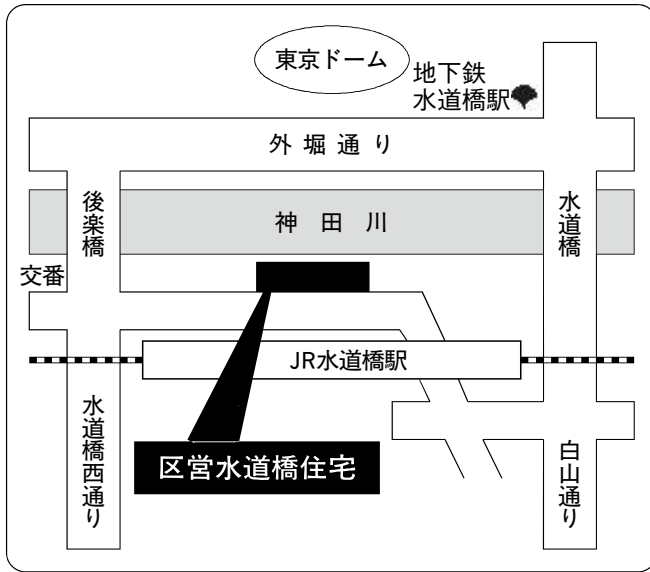 東京ドーム
地下鉄
水道橋駅
外堀通り
後楽橋
神田川
水道橋
交番
JR水道橋駅
水道橋西通り
区営水道橋住宅
白山通り